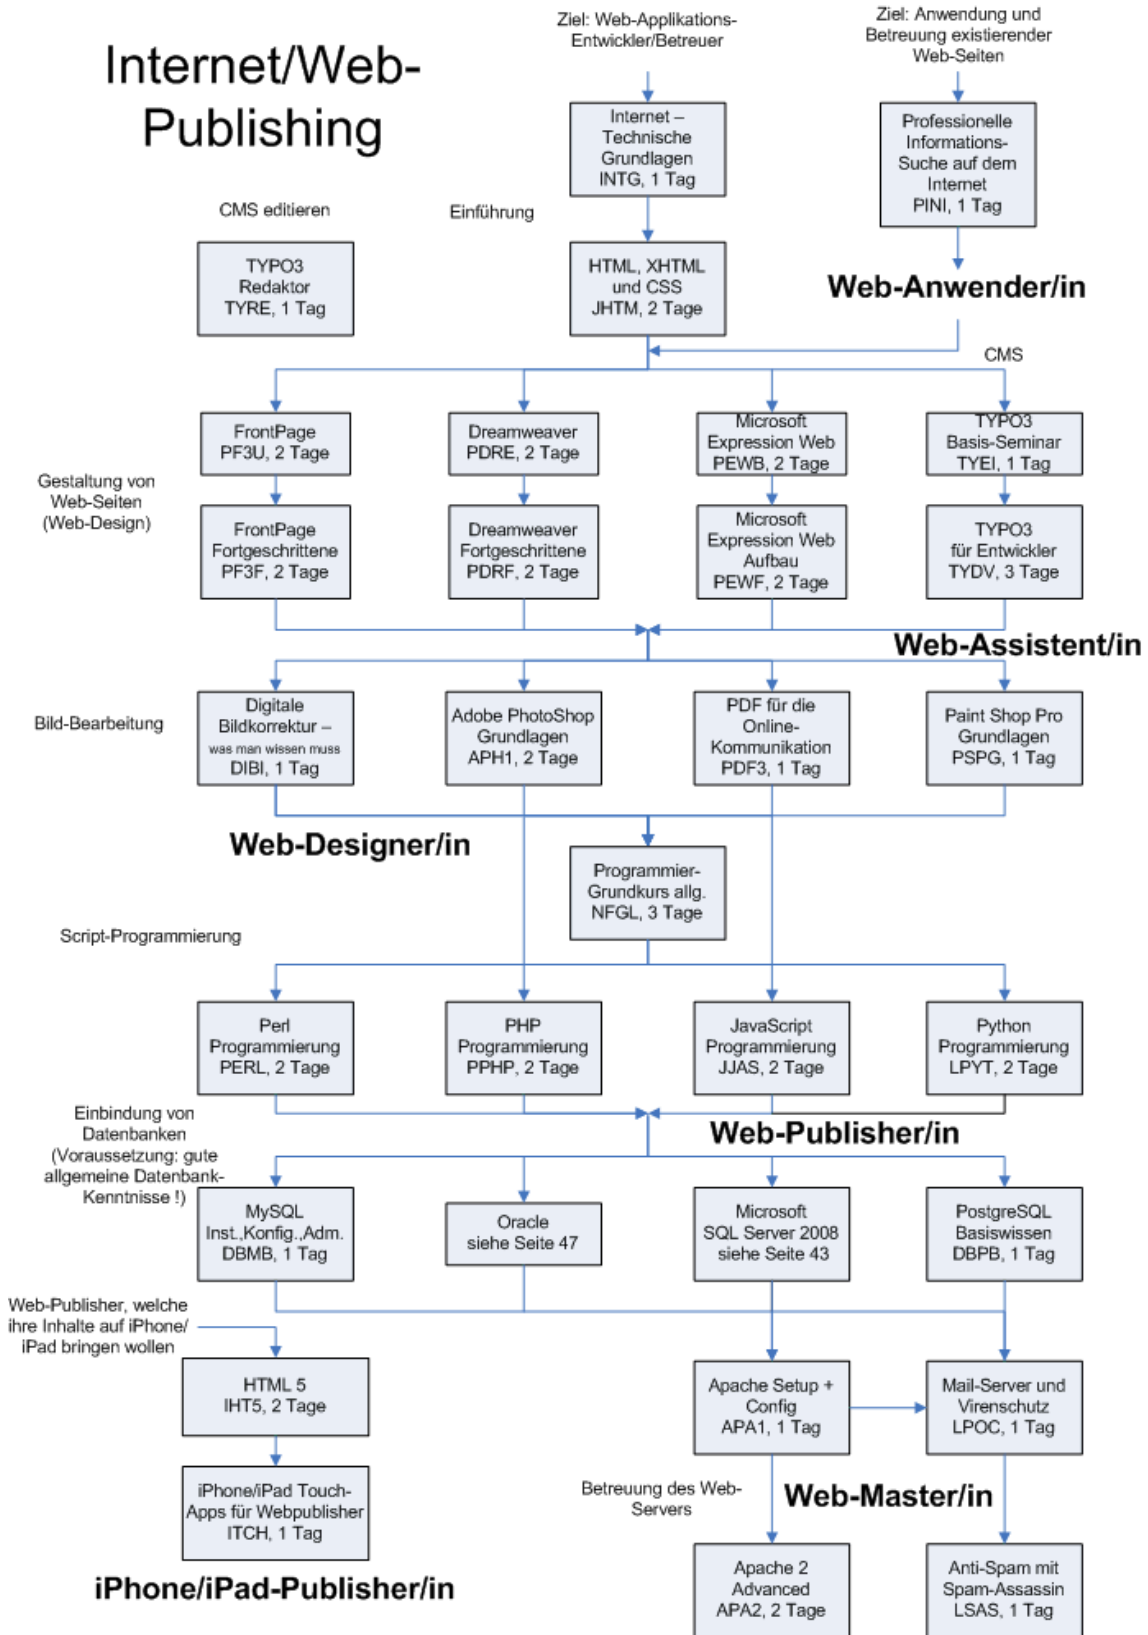 Internet/Web-
Publishing
Ziel: Web-Applikations-
Entwickler/Betreuer
Ziel: Anwendung und
Betreuung existierender
Web-Seiten
Internet –
Technische
Grundlagen
INTG, 1 Tag
Professionelle
Informations-
Suche auf dem
Internet
PINI, 1 Tag
CMS editieren
Einführung
TYPO3
Redaktor
TYRE, 1 Tag
HTML, XHTML
und CSS
JHTM, 2 Tage
Web-Anwender/in
CMS
FrontPage
PF3U, 2 Tage
Dreamweaver
PDRE, 2 Tage
Microsoft
Expression Web
PEWB, 2 Tage
TYPO3
Basis-Seminar
TYEI, 1 Tag
Gestaltung von
Web-Seiten
(Web-Design)
FrontPage
Fortgeschrittene
PF3F, 2 Tage
Dreamweaver
Fortgeschrittene
PDRF, 2 Tage
Microsoft
Expression Web
Aufbau
PEWF, 2 Tage
TYPO3
für Entwickler
TYDV, 3 Tage
Web-Assistent/in
Bild-Bearbeitung
Digitale
Bildkorrektur –
was man wissen muss
DIBI, 1 Tag
Adobe PhotoShop
Grundlagen
APH1, 2 Tage
PDF für die
Online-
Kommunikation
PDF3, 1 Tag
Paint Shop Pro
Grundlagen
PSPG, 1 Tag
Web-Designer/in
Programmier-
Grundkurs allg.
NFGL, 3 Tage
Script-Programmierung
Perl
Programmierung
PERL, 2 Tage
PHP
Programmierung
PPHP, 2 Tage
JavaScript
Programmierung
JJAS, 2 Tage
Python
Programmierung
LPYT, 2 Tage
Einbindung von
Datenbanken
(Voraussetzung: gute
allgemeine Datenbank-
Kenntnisse !)
Web-Publisher/in
MySQL
Inst.,Konfig.,Adm.
DBMB, 1 Tag
Oracle
siehe Seite 47
Microsoft
SQL Server 2008
siehe Seite 43
PostgreSQL
Basiswissen
DBPB, 1 Tag
Web-Publisher, welche
ihre Inhalte auf iPhone/
iPad bringen wollen
HTML 5
IHT5, 2 Tage
Apache Setup +
Config
APA1, 1 Tag
Mail-Server und
Virenschutz
LPOC, 1 Tag
iPhone/iPad Touch-
Apps für Webpublisher
ITCH, 1 Tag
Betreuung des Web-
Servers
Web-Master/in
iPhone/iPad-Publisher/in
Apache 2
Advanced
APA2, 2 Tage
Anti-Spam mit
Spam-Assassin
LSAS, 1 Tag